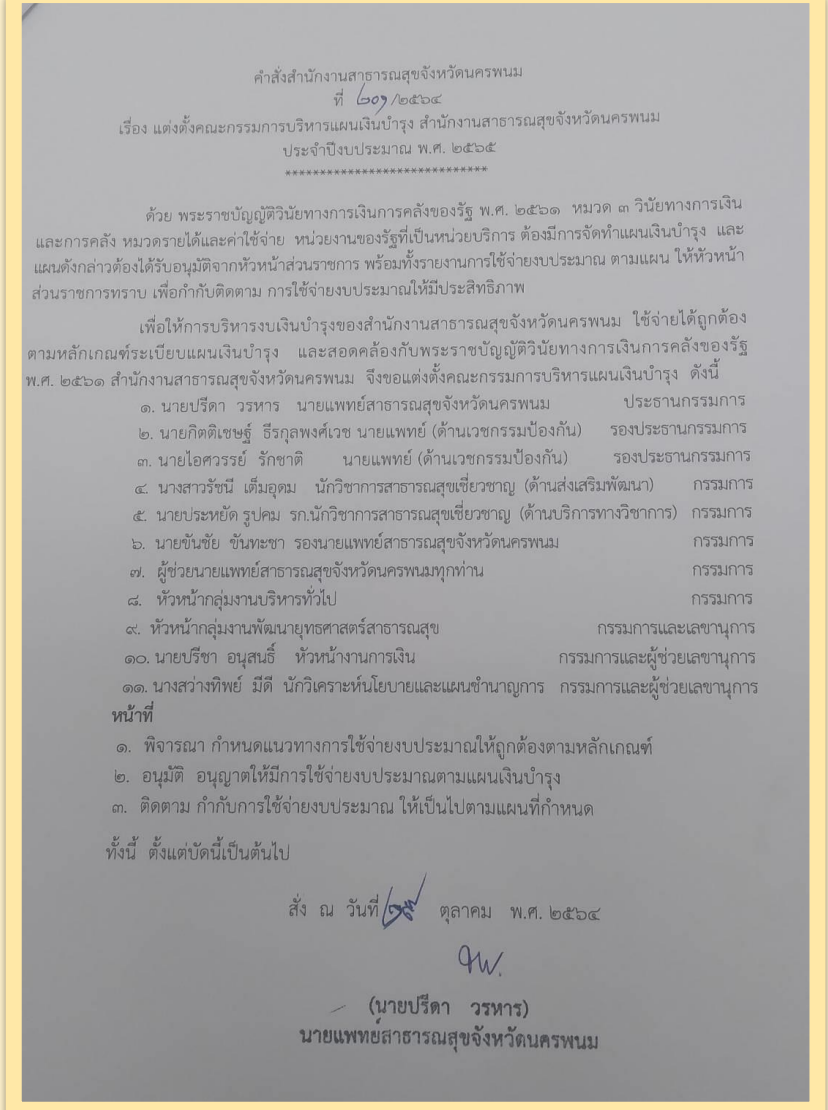 คำสั่งสำนักงานสาธารณสุขจังหวัดนครพนม
ที่ ๒๐๑/๒๕๖๔
เรื่อง แต่งตั้งคณะกรรมการบริหารแผนเงินบำรุง สำนักงานสาธารณสุขจังหวัดนครพนม
ประจำปีงบประมาณ พ.ศ. ๒๕๖๕
*****************************
ด้วย พระราชบัญญัติวินัยทางการเงินการคลังของรัฐ พ.ศ. ๒๕๖๑ หมวด ๓ วินัยทางการเงิน
และการคลัง หมวดรายได้และค่าใช้จ่าย หน่วยงานของรัฐที่เป็นหน่วยบริการ ต้องมีการจัดทำแผนเงินบำรุง และ
แผนดังกล่าวต้องได้รับอนุมัติจากหัวหน้าส่วนราชการ พร้อมทั้งรายงานการใช้จ่ายงบประมาณ ตามแผน ให้หัวหน้า
ส่วนราชการทราบ เพื่อกำกับติดตาม การใช้จ่ายงบประมาณให้มีประสิทธิภาพ
เพื่อให้การบริหารงบเงินบำรุงของสำนักงานสาธารณสุขจังหวัดนครพนม ใช้จ่ายได้ถูกต้อง
ตามหลักเกณฑ์ระเบียบแผนเงินบำรุง และสอดคล้องกับพระราชบัญญัติวินัยทางการเงินการคลังของรัฐ
พ.ศ. ๒๕๖๑ สำนักงานสาธารณสุขจังหวัดนครพนม จึงขอแต่งตั้งคณะกรรมการบริหารแผนเงินบำรุง ดังนี้
๑. นายปรีดา วรหาร นายแพทย์สาธารณสุขจังหวัดนครพนม ประธานกรรมการ
๒. นายกิตติเชษฐ์ ธีรกุลพงศ์เวช นายแพทย์ (ด้านเวชกรรมป้องกัน) รองประธานกรรมการ
๓. นายไอศวรรย์ รักชาติ นายแพทย์ (ด้านเวชกรรมป้องกัน) รองประธานกรรมการ
๔. นางสาวรัชนี เต็มอุดม นักวิชาการสาธารณสุขเชี่ยวชาญ (ด้านส่งเสริมพัฒนา) กรรมการ
๕. นายประหยัด รูปคม รก.นักวิชาการสาธารณสุขเชี่ยวชาญ (ด้านบริการทางวิชาการ) กรรมการ
๖. นายขันชัย ขันทะชา รองนายแพทย์สาธารณสุขจังหวัดนครพนม กรรมการ
๗. ผู้ช่วยนายแพทย์สาธารณสุขจังหวัดนครพนมทุกท่าน กรรมการ
๘. หัวหน้ากลุ่มงานบริหารทั่วไป กรรมการ
๙. หัวหน้ากลุ่มงานพัฒนายุทธศาสตร์สาธารณสุข กรรมการและเลขานุการ
๑๐. นายปรีชา อนุสนธิ์ หัวหน้างานการเงิน กรรมการและผู้ช่วยเลขานุการ
๑๑. นางสว่างทิพย์ มีดี นักวิเคราะห์นโยบายและแผนชำนาญการ กรรมการและผู้ช่วยเลขานุการ
หน้าที่
๑. พิจารณา กำหนดแนวทางการใช้จ่ายงบประมาณให้ถูกต้องตามหลักเกณฑ์
๒. อนุมัติ อนุญาตให้มีการใช้จ่ายงบประมาณตามแผนเงินบำรุง
๓. ติดตาม กำกับการใช้จ่ายงบประมาณ ให้เป็นไปตามแผนที่กำหนด
ทั้งนี้ ตั้งแต่บัดนี้เป็นต้นไป
สั่ง ณ วันที่ ตุลาคม พ.ศ. ๒๕๖๔
(นายปรีดา วรหาร)
นายแพทย์สาธารณสุขจังหวัดนครพนม